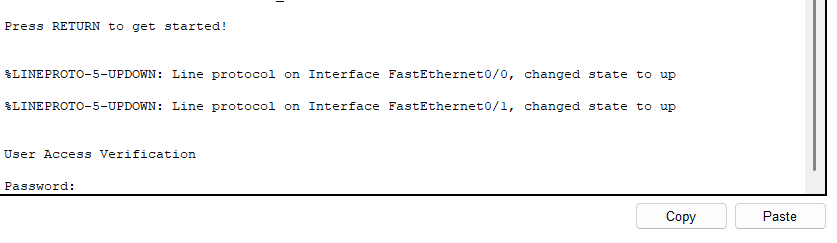 Press RETURN to get started!
%LINEPROTO-5-UPDOWN: Line protocol on Interface FastEthernet0/0, changed state to up
%LINEPROTO-5-UPDOWN: Line protocol on Interface FastEthernet0/1, changed state to up
User Access Verification
Password:
Copy
Paste